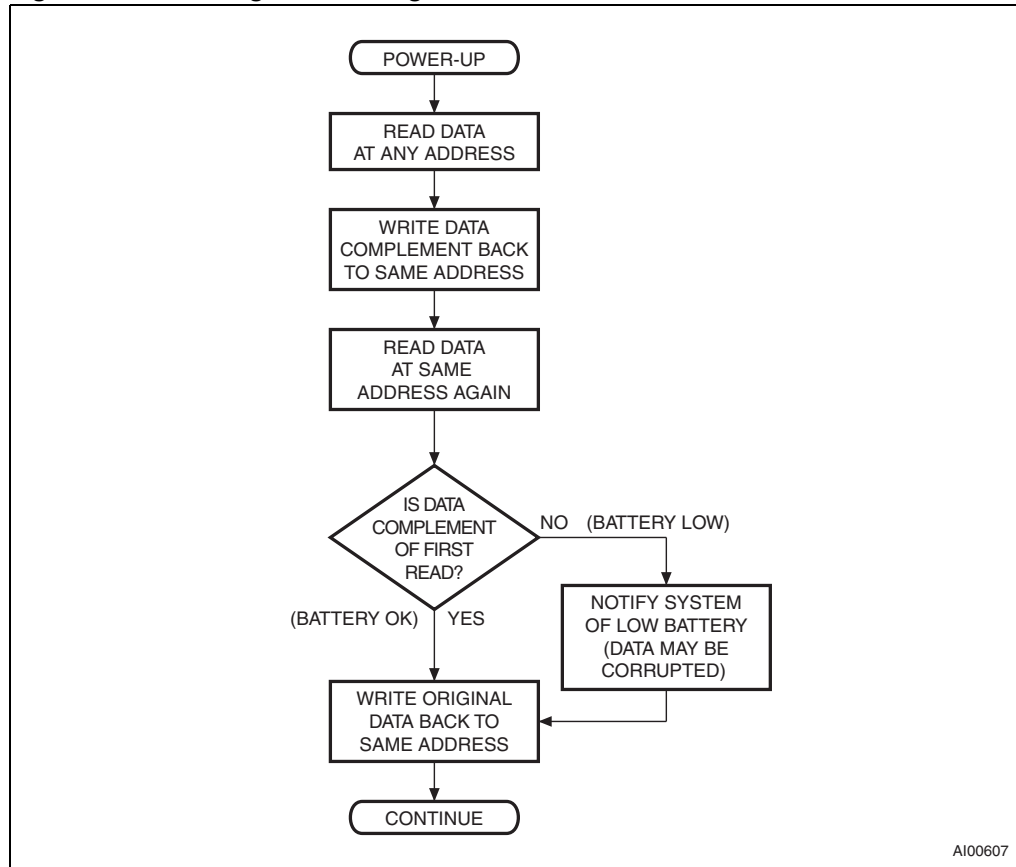 POWER-UP
READ DATA
AT ANY ADDRESS
WRITE DATA
COMPLEMENT BACK
TO SAME ADDRESS
READ DATA
AT SAME
ADDRESS AGAIN
IS DATA
COMPLEMENT
OF FIRST
READ?
NO (BATTERY LOW)
NOTIFY SYSTEM
OF LOW BATTERY
(DATA MAY BE
CORRUPTED)
(BATTERY OK) YES
WRITE ORIGINAL
DATA BACK TO
SAME ADDRESS
CONTINUE
AI00607